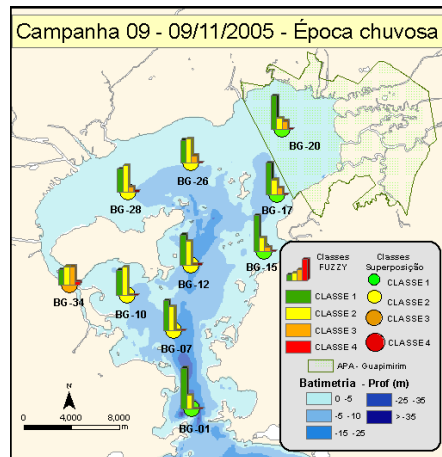 Campanha 09 - 09/11/2005 - Época chuvosa
BG-20
BG-26
BG-28
BG-17
BG-15
BG-12
BG-34
BG-10
BG-07
BG-01
N
0 4,000 8,000
m
Classes FUZZY
CLASSE 1
CLASSE 2
CLASSE 3
CLASSE 4
Classes Superposição
CLASSE 1
CLASSE 2
CLASSE 3
CLASSE 4
APA - Guapimirim
Batimetria - Prof (m)
0 -5
-5 -10
-15 -25
-25 -35
>-35